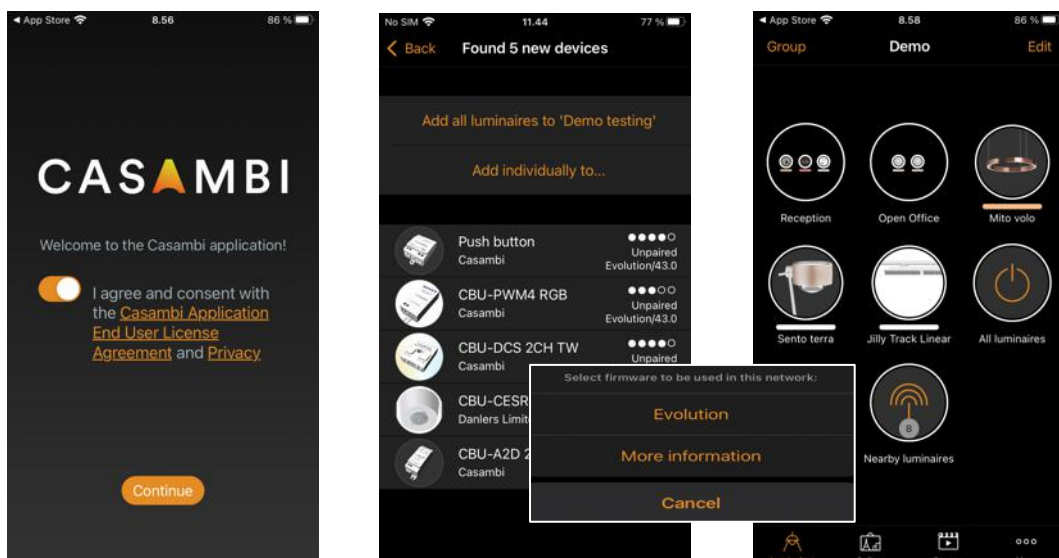 App Store
8.56
86 %
CASAMBI
Welcome to the Casambi application!
I agree and consent with
the Casambi Application
End User License
Agreement and Privacy
Continue
No SIM
11.44
77 %
Back
Found 5 new devices
Add all luminaires to 'Demo testing'
Add individually to...
Push button
Casambi
Unpaired
Evolution/43.0
CBU-PWM4 RGB
Casambi
Unpaired
Evolution/43.0
CBU-DCS 2CH TW
Casambi
Unpaired
CBU-CESR
Danlers Limit
CBU-A2D 2
Casambi
Select firmware to be used in this network:
Evolution
More information
Cancel
App Store
8.58
86 %
Group
Demo
Edit
Reception
Open Office
Mito volo
Sento terra
Jilly Track Linear
All luminaires
8
Nearby luminaires